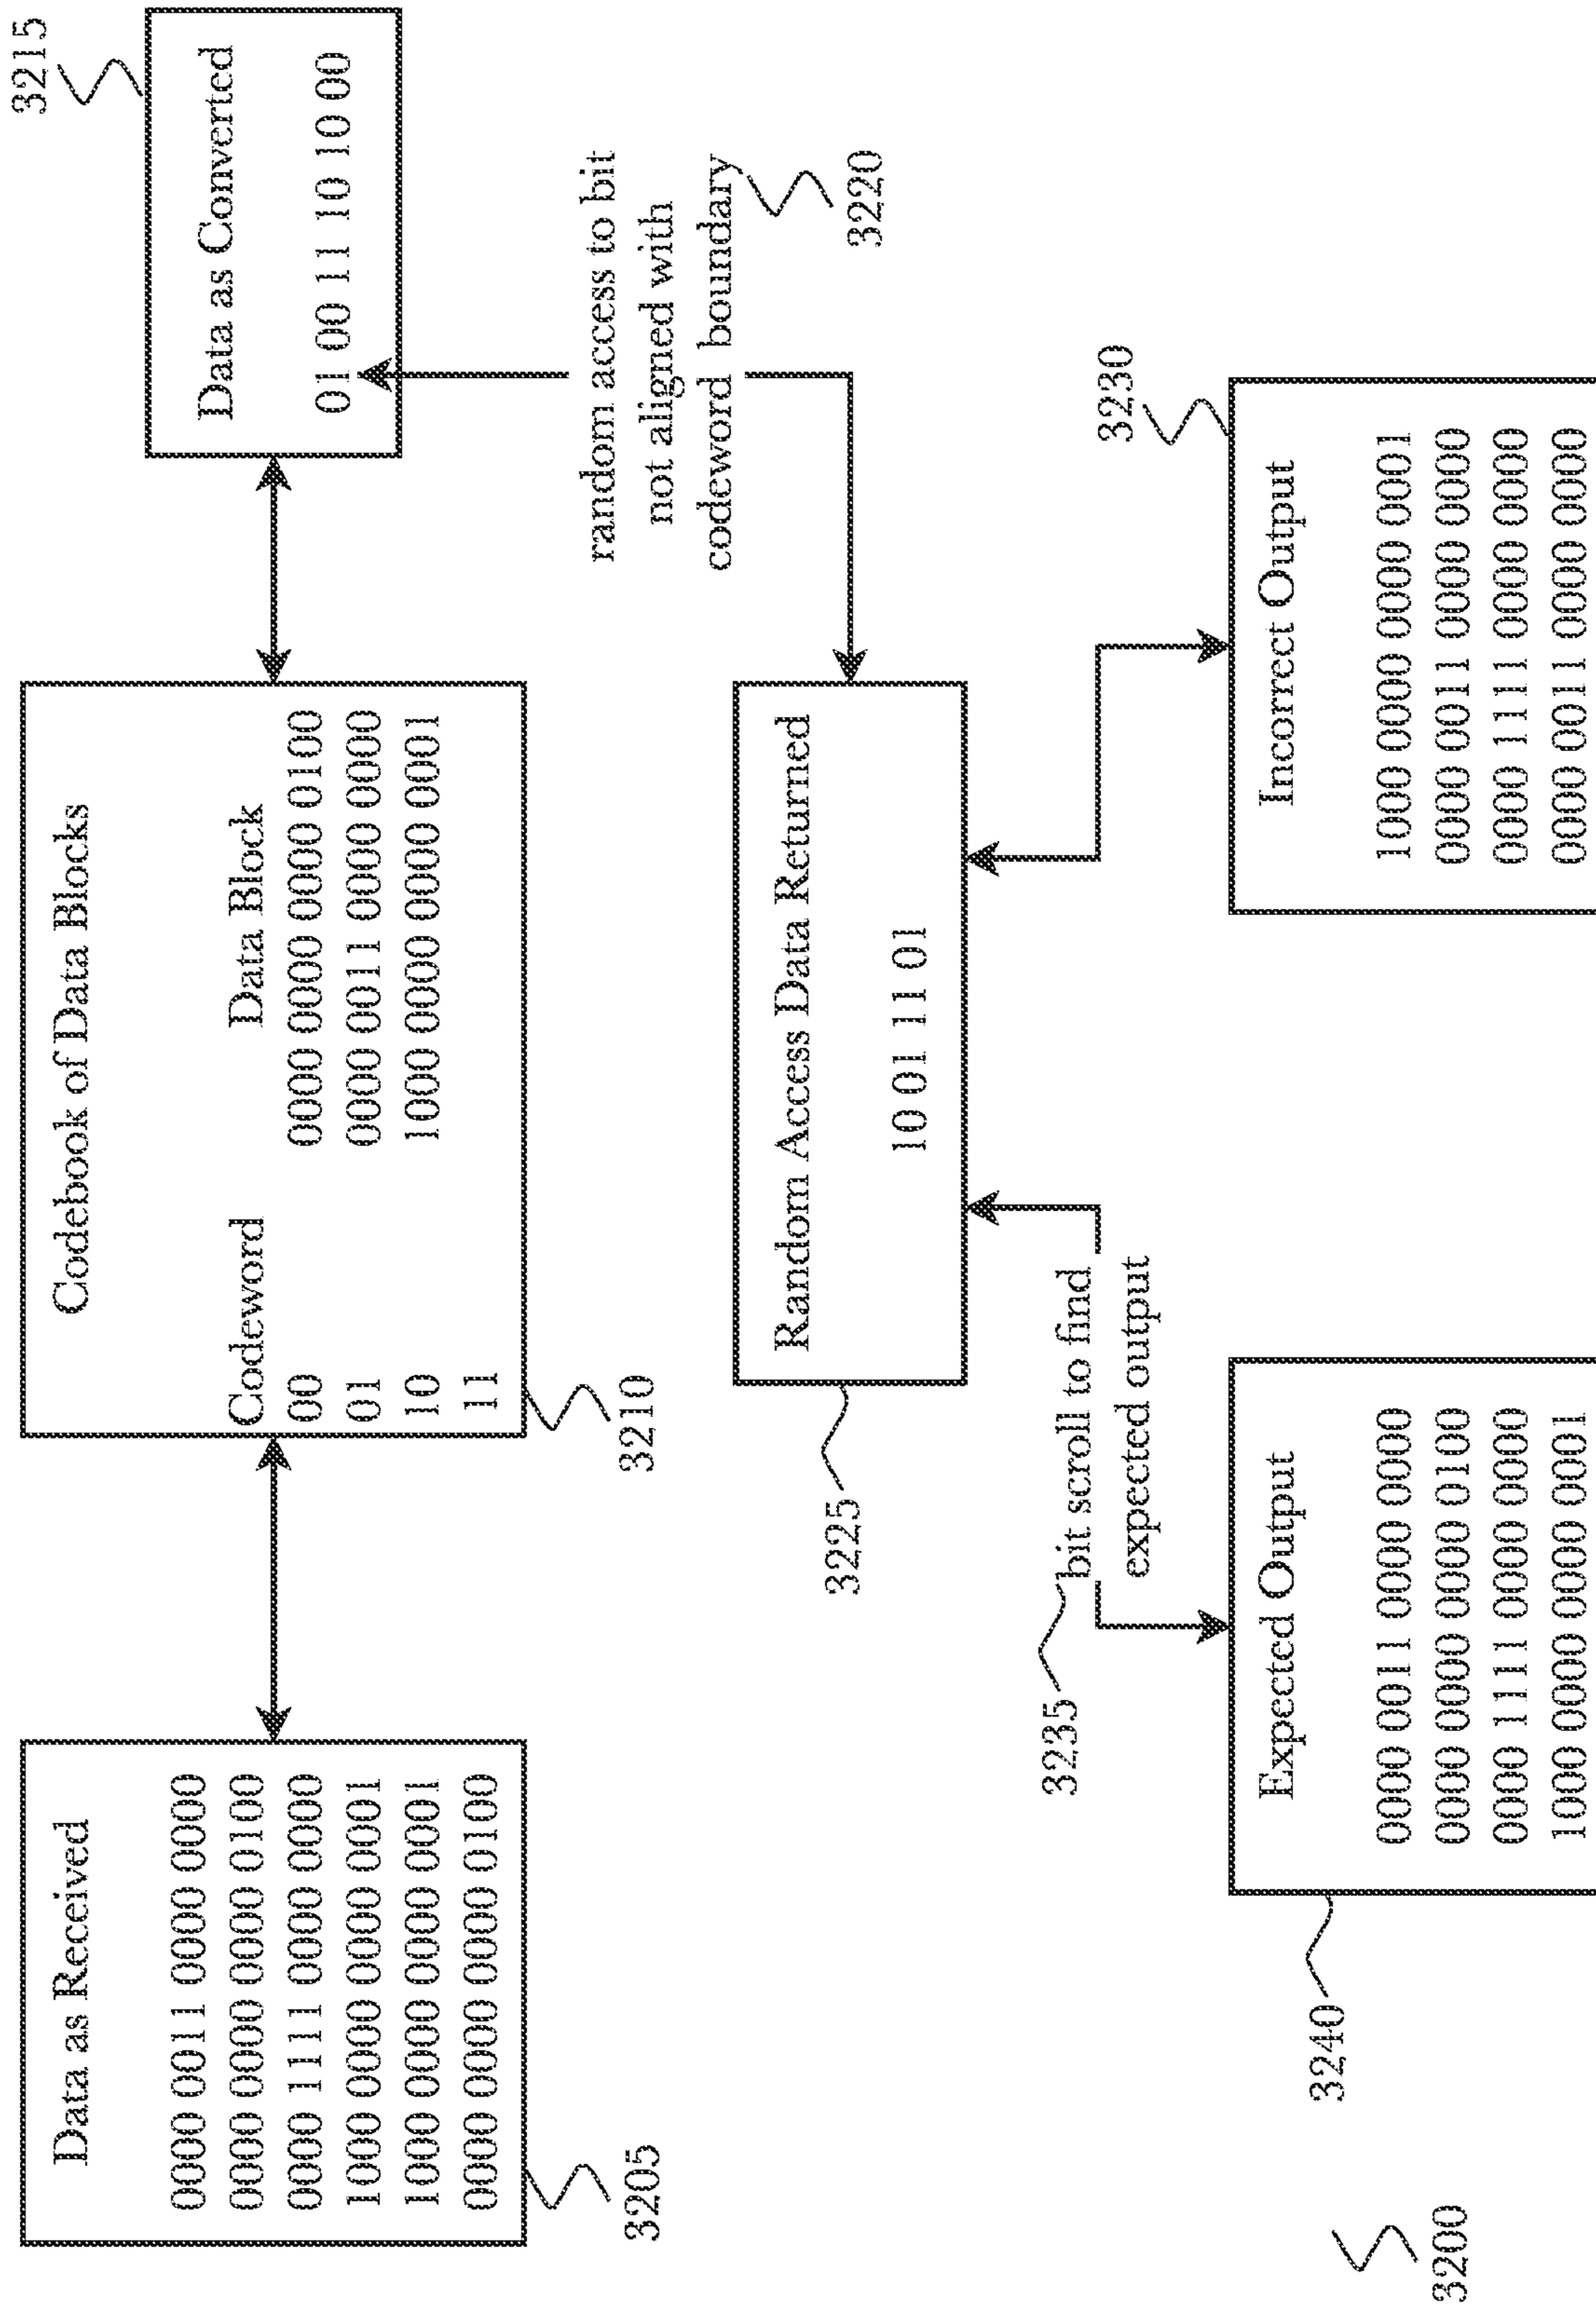 Data as Received
0000 0011 0000 0000
0000 0000 0000 0100
0000 1111 0000 0000
1000 0000 0000 0001
1000 0000 0000 0001
0000 0000 0000 0100
3205
Codebook of Data Blocks
Codeword Data Block
00 0000 0000 0000 0100
01 0000 0011 0000 0000
10 1000 0000 0000 0001
11
3210
3215
Data as Converted
01 00 11 10 10 00
random access to bit
not aligned with
codeword boundary
3220
Random Access Data Returned
10 01 11 01
3225
3235
bit scroll to find
expected output
Expected Output
0000 0011 0000 0000
0000 0000 0000 0100
0000 1111 0000 0000
1000 0000 0000 0001
3240
3230
Incorrect Output
1000 0000 0000 0001
0000 0011 0000 0000
0000 1111 0000 0000
0000 0011 0000 0000
3200